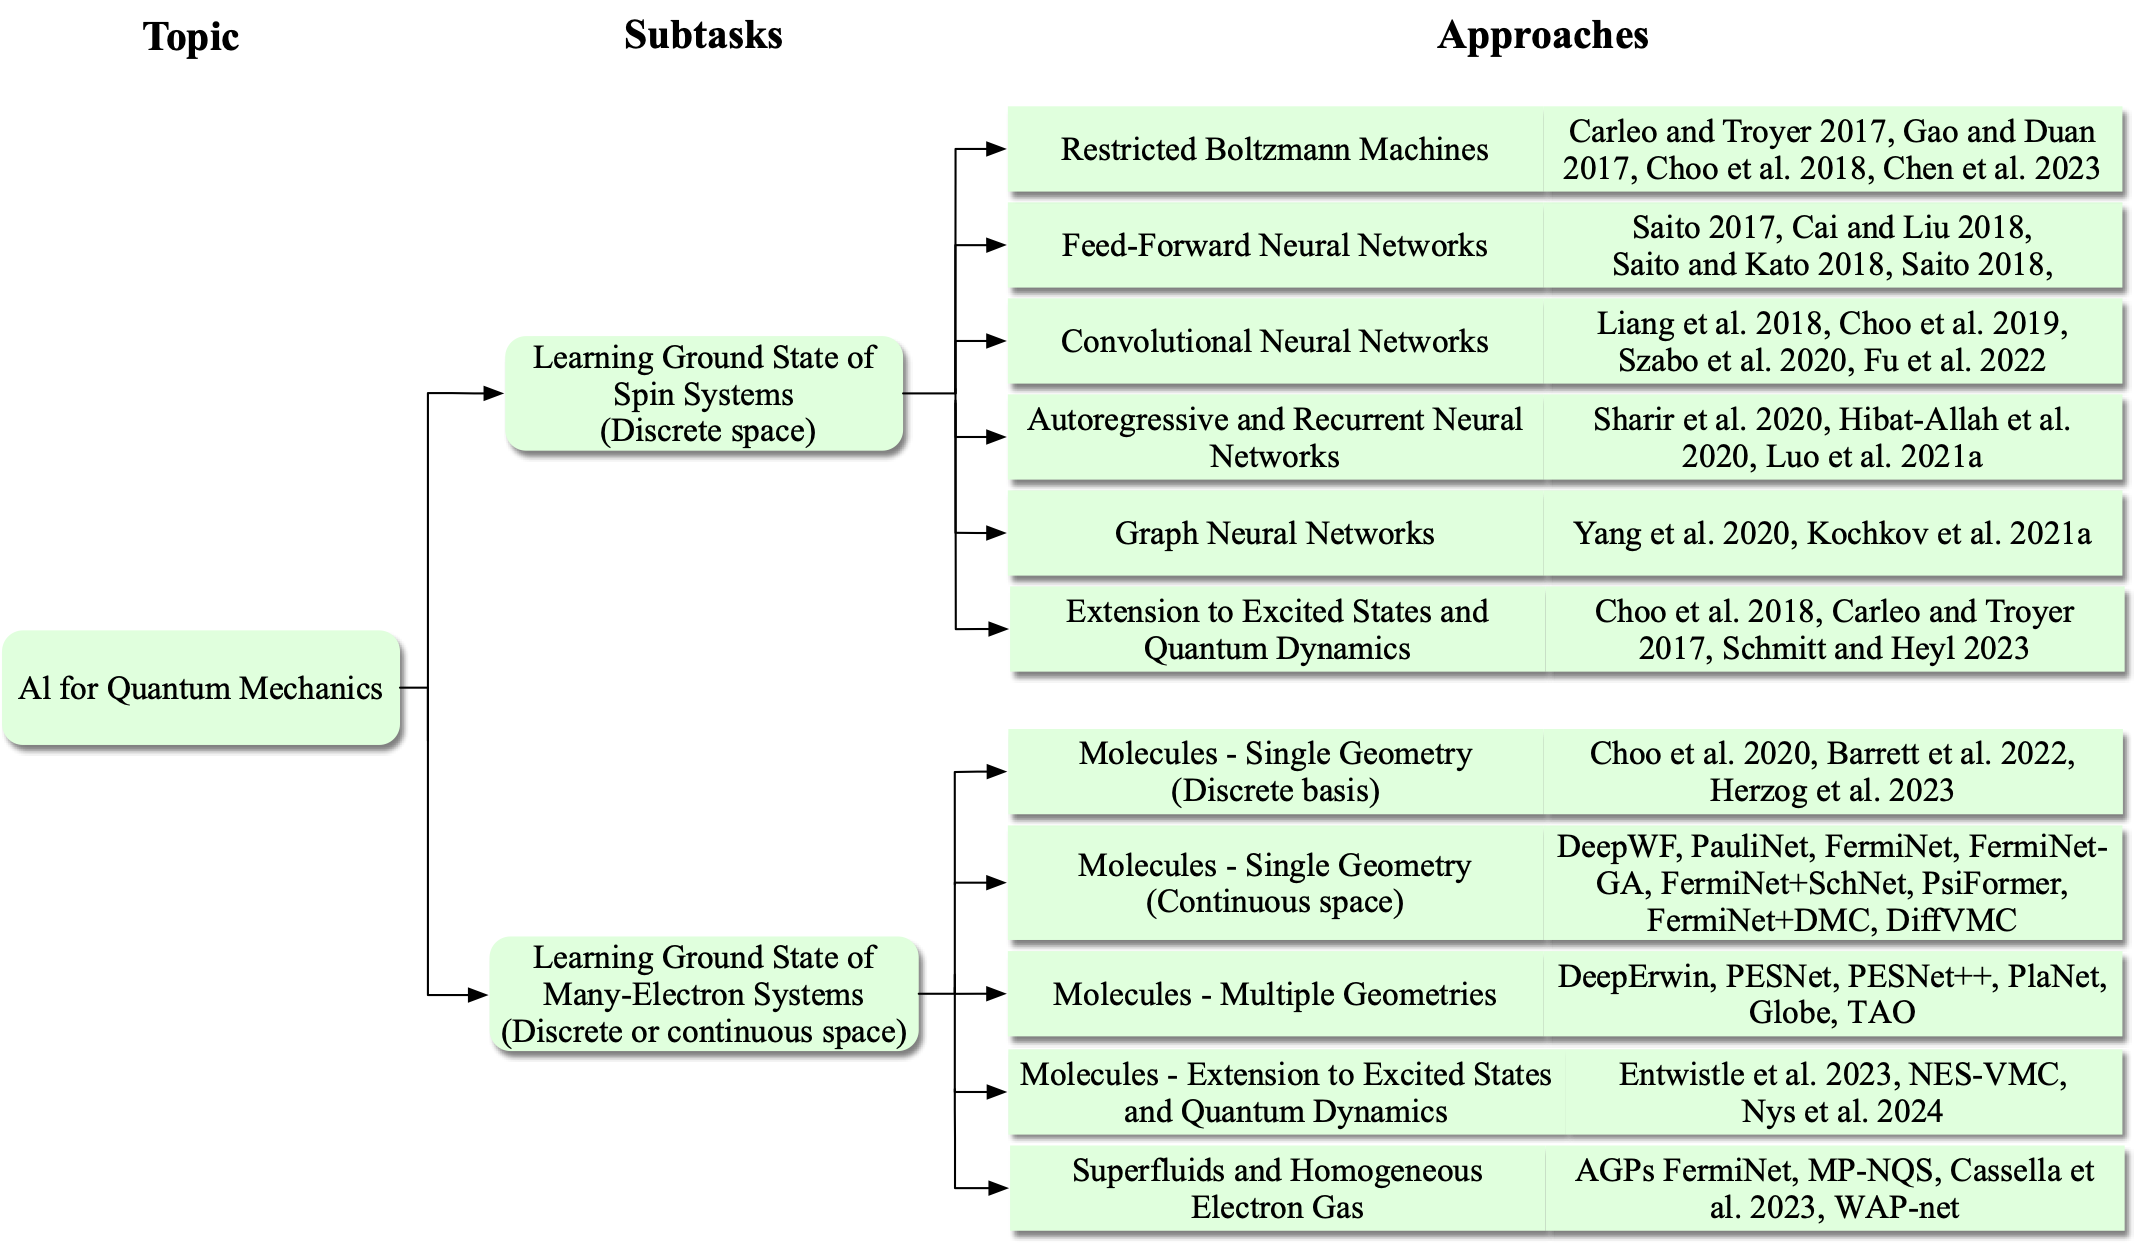 Topic
Subtasks
Approaches
Restricted Boltzmann Machines
Carleo and Troyer 2017, Gao and Duan
2017, Choo et al. 2018, Chen et al. 2023
Feed-Forward Neural Networks
Saito 2017, Cai and Liu 2018,
Saito and Kato 2018, Saito 2018,
Convolutional Neural Networks
Liang et al. 2018, Choo et al. 2019,
Szabo et al. 2020, Fu et al. 2022
Learning Ground State of
Spin Systems
(Discrete space)
Autoregressive and Recurrent Neural
Networks
Sharir et al. 2020, Hibat-Allah et al.
2020, Luo et al. 2021a
Graph Neural Networks
Yang et al. 2020, Kochkov et al. 2021a
Extension to Excited States and
Quantum Dynamics
Choo et al. 2018, Carleo and Troyer
2017, Schmitt and Heyl 2023
Al for Quantum Mechanics
Molecules - Single Geometry
(Discrete basis)
Choo et al. 2020, Barrett et al. 2022,
Herzog et al. 2023
Molecules - Single Geometry
(Continuous space)
DeepWF, PauliNet, FermiNet, FermiNet-
GA, FermiNet+SchNet, PsiFormer,
FermiNet+DMC, DiffVMC
Learning Ground State of
Many-Electron Systems
(Discrete or continuous space)
Molecules - Multiple Geometries
DeepErwin, PESNet, PESNet++, PlaNet,
Globe, TAO
Molecules - Extension to Excited States
and Quantum Dynamics
Entwistle et al. 2023, NES-VMC,
Nys et al. 2024
Superfluids and Homogeneous
Electron Gas
AGPs FermiNet, MP-NQS, Cassella et
al. 2023, WAP-net